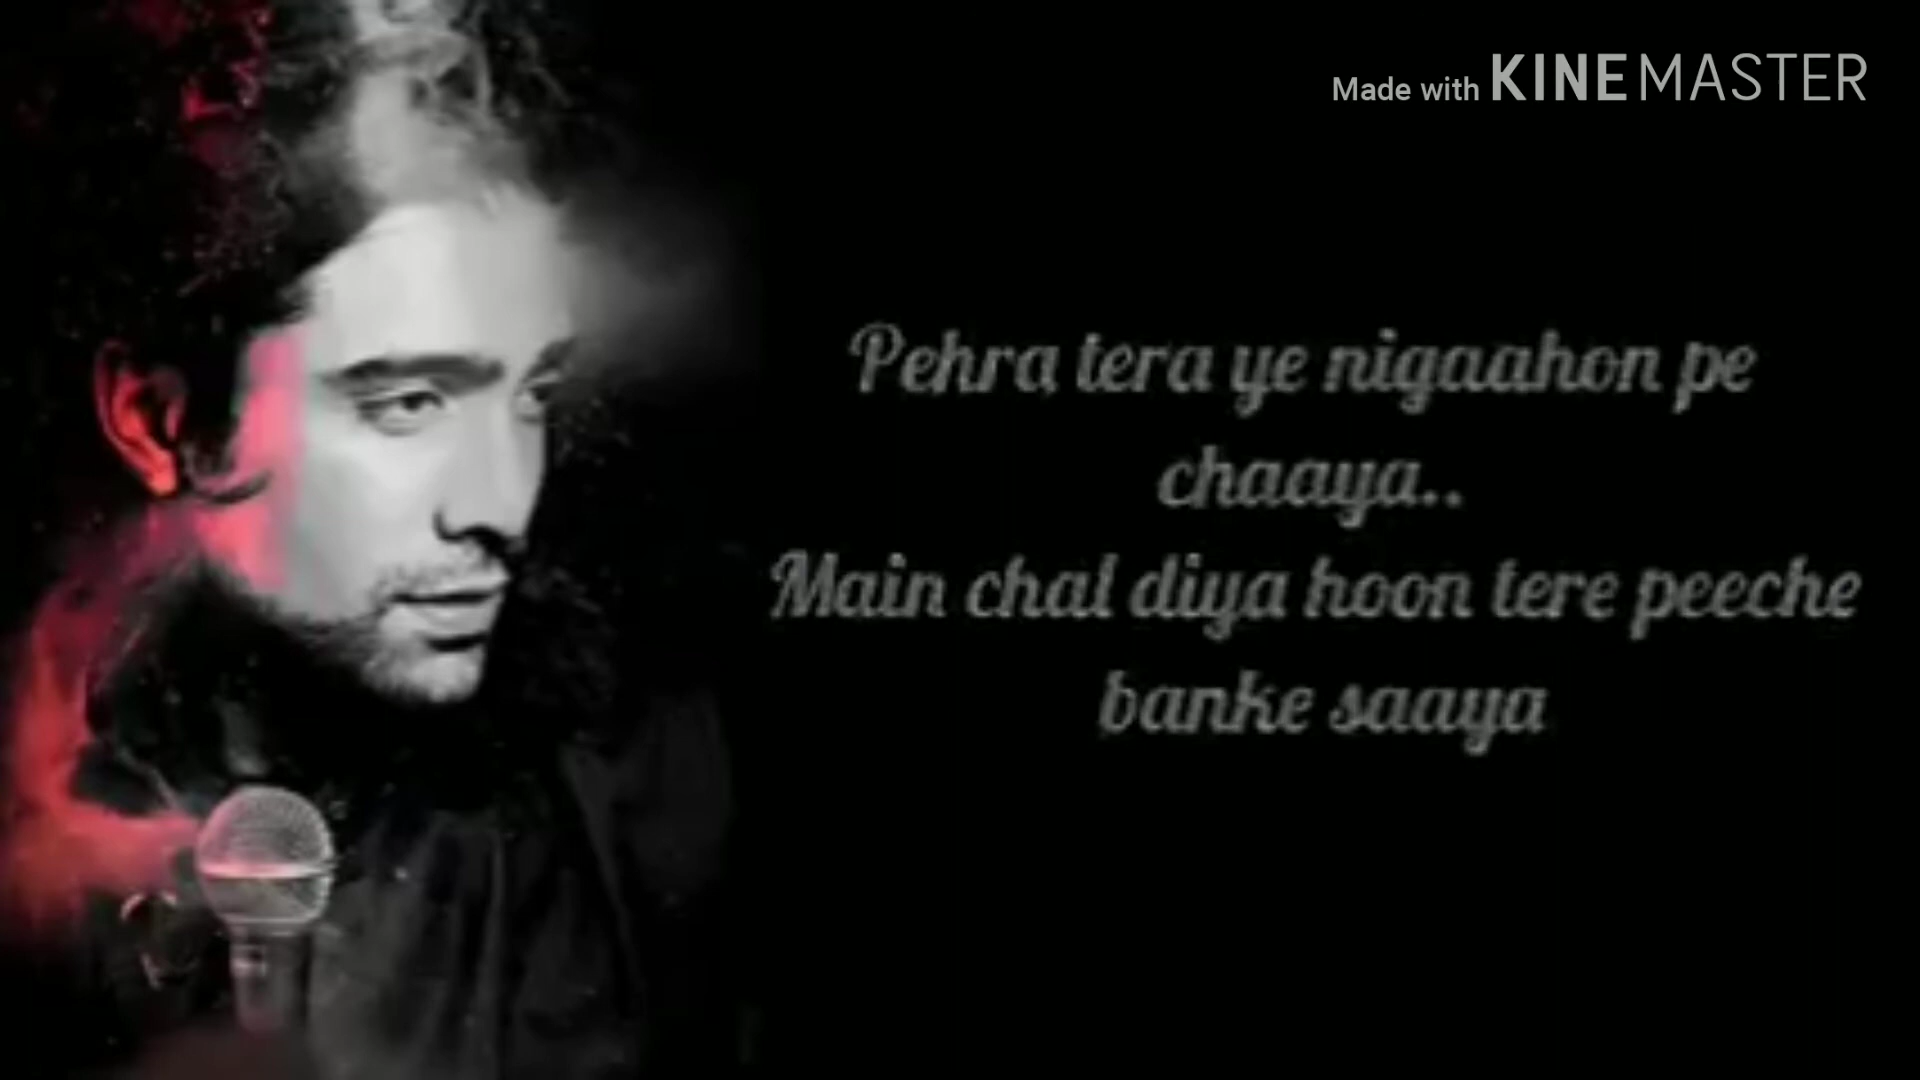 Made with KINEMASTER
Pehra tera ye nigaahon pe
chaaya..
Main chal diya hoon tere peeche
banke saaya